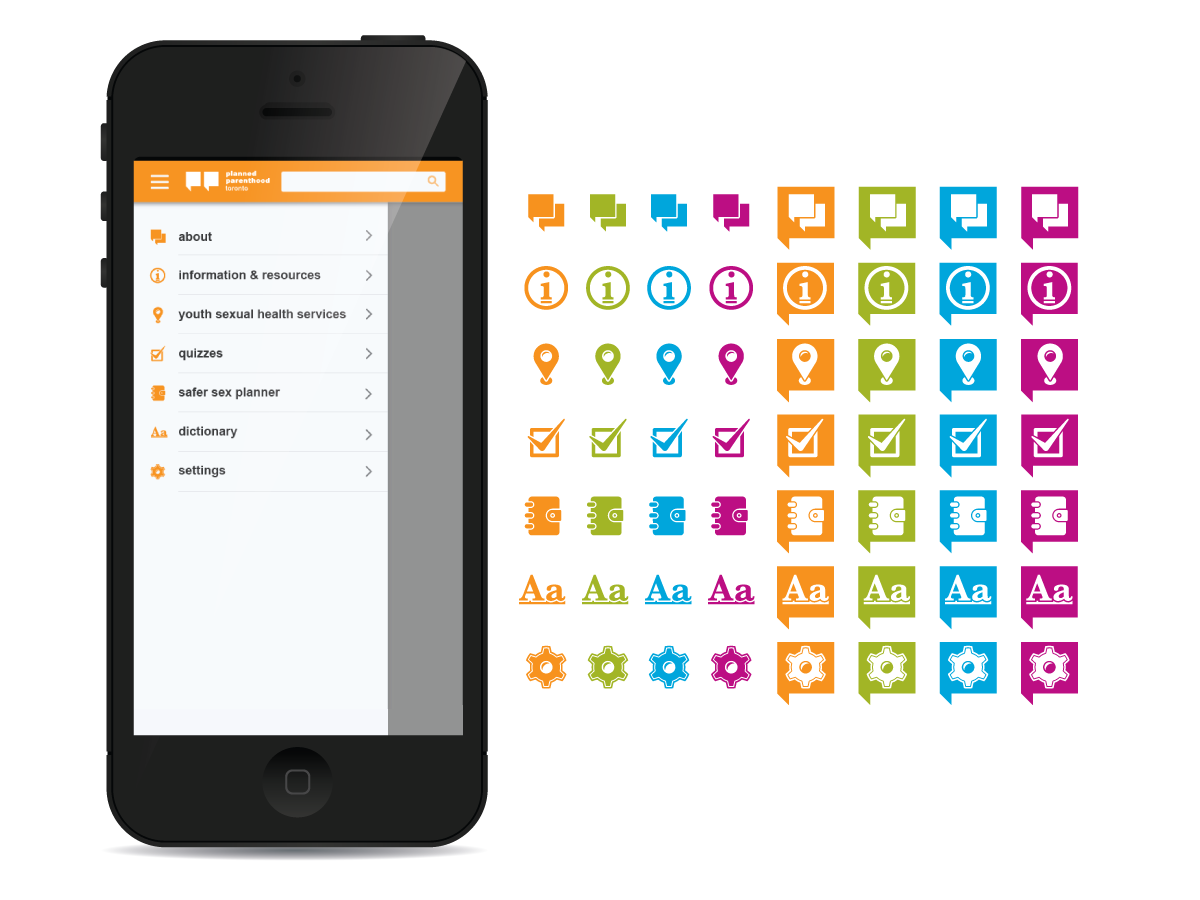 planned
parenthood
toronto
about
information & resources
youth sexual health services
quizzes
safer sex planner
Aa dictionary
settings
Aa Aa Aa Aa Aa Aa Aa Aa